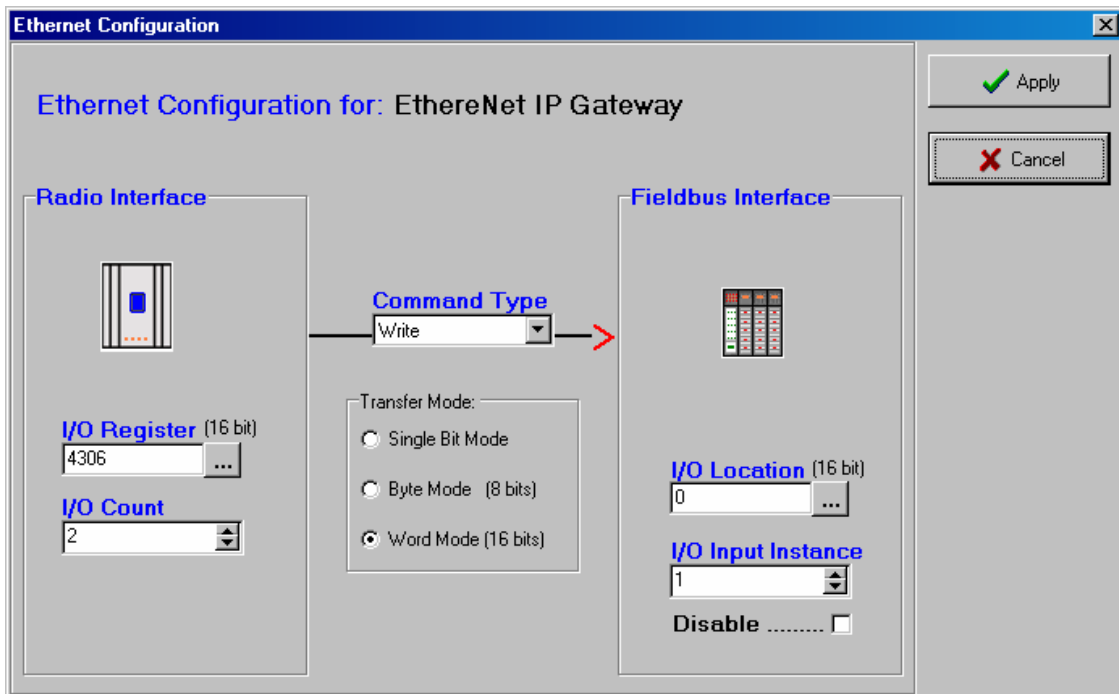 Ethernet Configuration
Ethernet Configuration for: EthereNet IP Gateway
Apply
Cancel
Radio Interface
I/O Register (16 bit)
4306
...
I/O Count
2
Command Type
Write
Transfer Mode:
Single Bit Mode
Byte Mode (8 bits)
Word Mode (16 bits)
Fieldbus Interface
I/O Location (16 bit)
0
...
I/O Input Instance
1
Disable .........